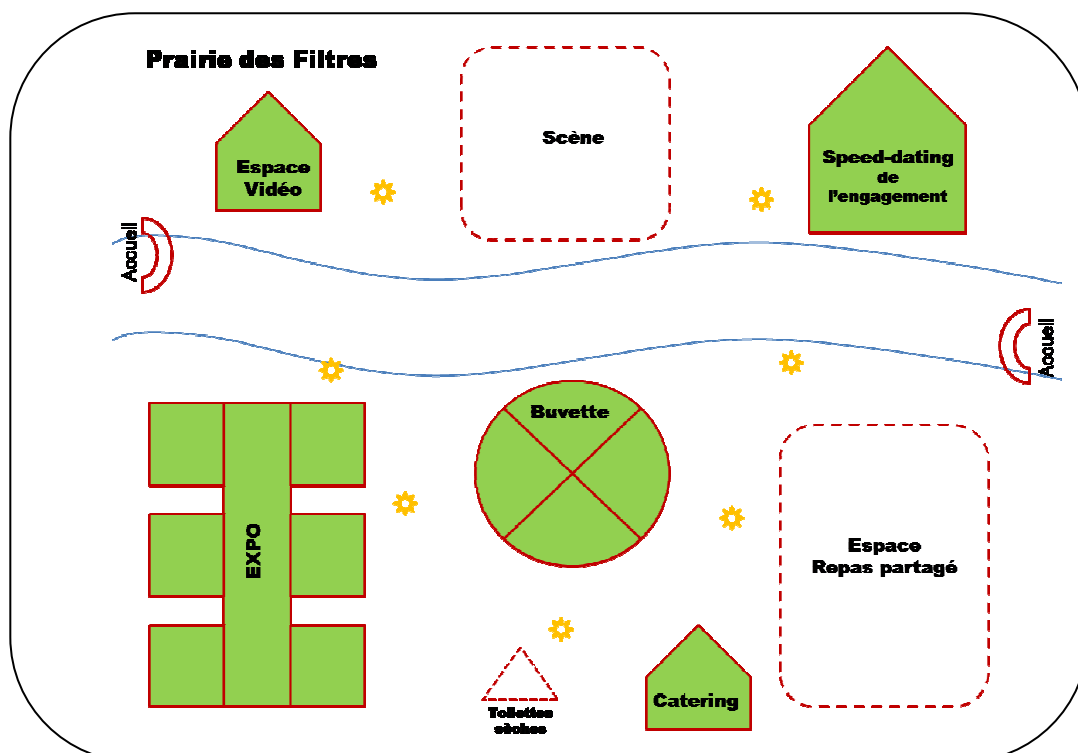 Prairie des Filtres
Scène
Espace
Vidéo
Speed-dating
de
l'engagement
Accueil
Accueil
Buvette
EXPO
Espace
Repas partagé
Catering
Toilettes
sèches